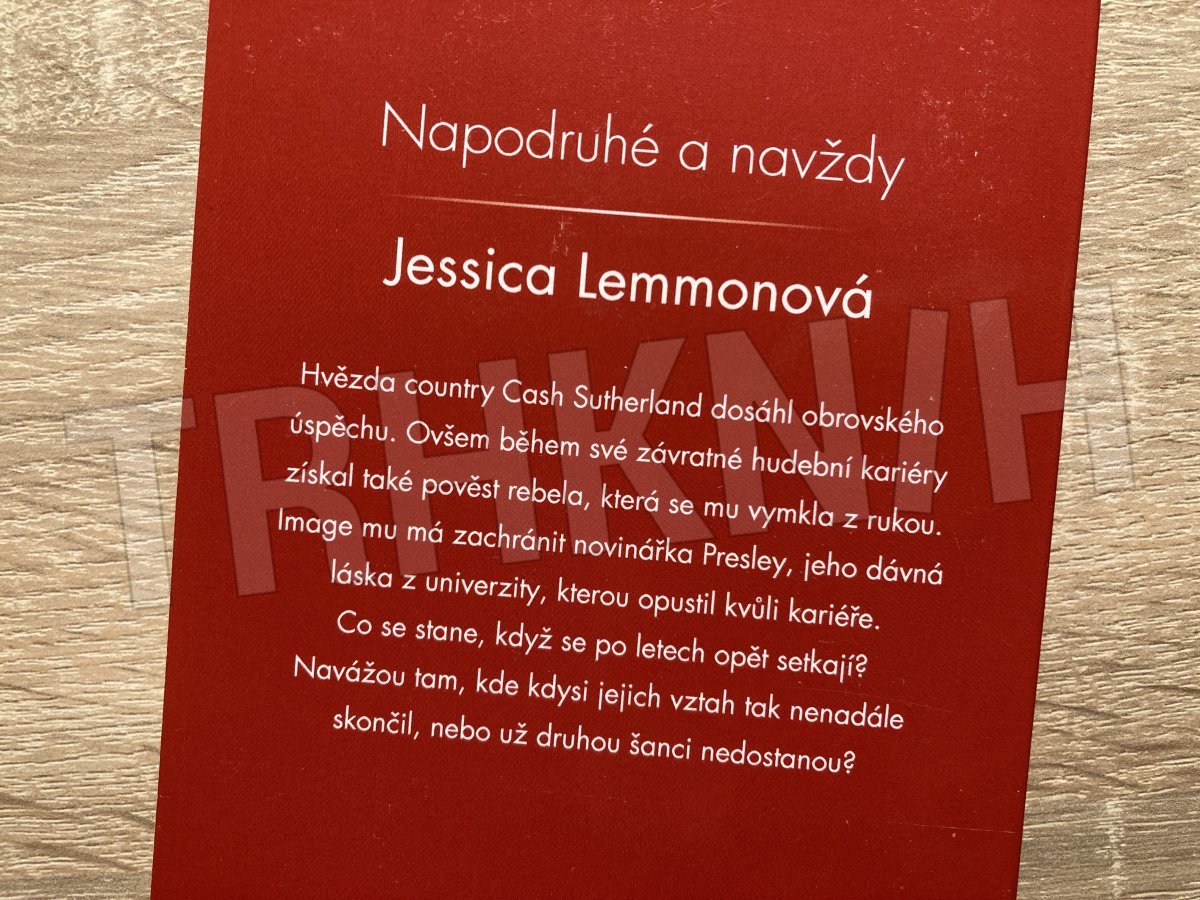 Napodruhé a navždy
Jessica Lemmonová
Hvězda country Cash Sutherland dosáhl obrovského
úspěchu. Ovšem během své závratné hudební kariéry
získal také pověst rebela, která se mu vymkla z rukou.
Image mu má zachránit novinářka Presley, jeho dávná
láska z univerzity, kterou opustil kvůli kariéře.
Co se stane, když se po letech opět setkají?
Navážou tam, kde kdysi jejich vztah tak nenadále
skončil, nebo už druhou šanci nedostanou?
TRHKNIH